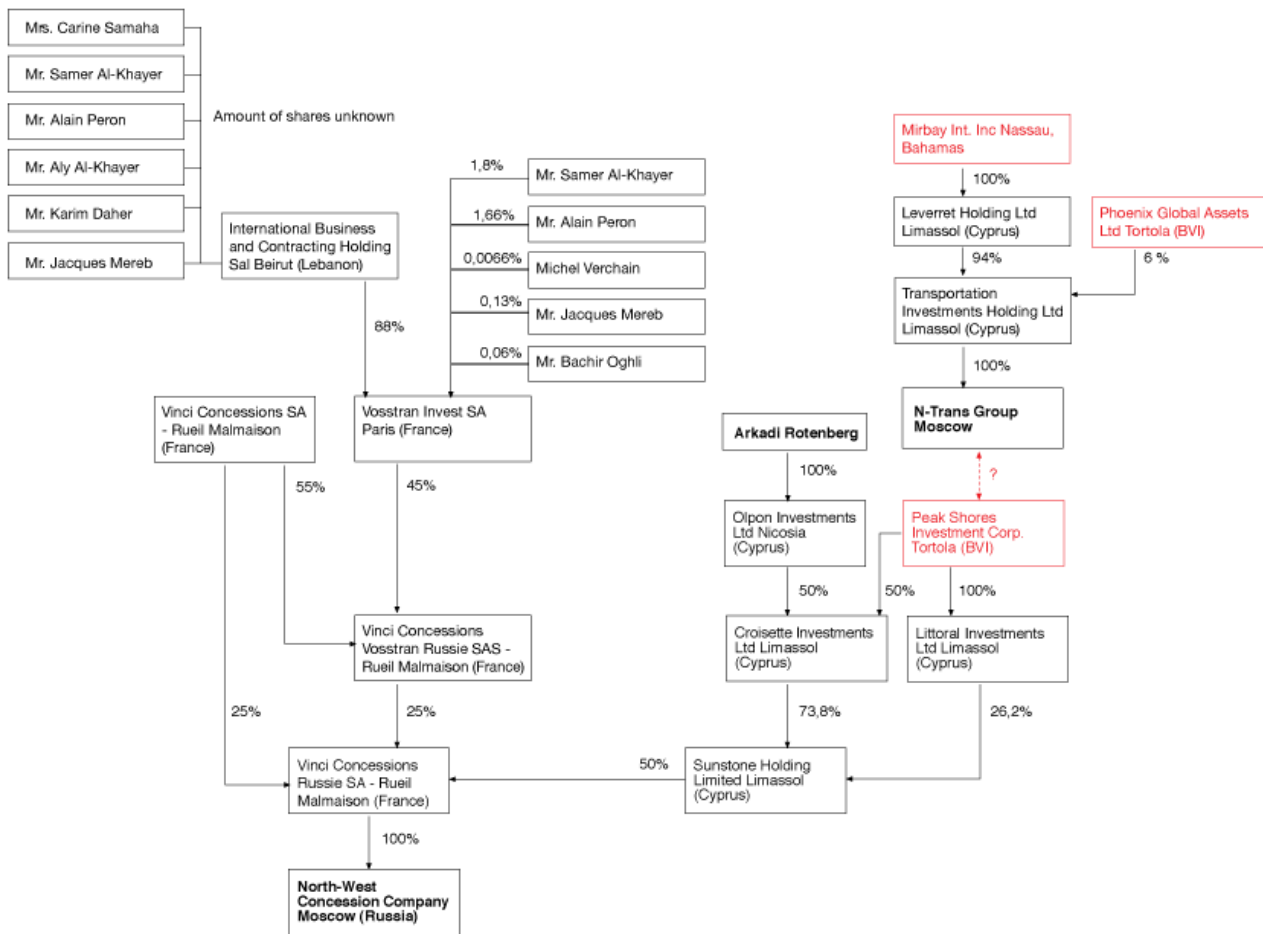 Mrs. Carine Samaha
Mr. Samer Al-Khayer
Mr. Alain Peron
Mr. Aly Al-Khayer
Mr. Karim Daher
Mr. Jacques Mereb
Amount of shares unknown
International Business
and Contracting Holding
Sal Beirut (Lebanon)
88%
1,8%
Mr. Samer Al-Khayer
1,66%
Mr. Alain Peron
0,0066%
Michel Verchain
0,13%
Mr. Jacques Mereb
0,06%
Mr. Bachir Oghli
Mirbay Int. Inc Nassau,
Bahamas
100%
Leverret Holding Ltd
Limassol (Cyprus)
Phoenix Global Assets
Ltd Tortola (BVI)
94%
6 %
Transportation
Investments Holding Ltd
Limassol (Cyprus)
100%
N-Trans Group
Moscow
?
Vinci Concessions SA
- Rueil Malmaison
(France)
Vosstran Invest SA
Paris (France)
55%
45%
Arkadi Rotenberg
100%
Olpon Investments
Ltd Nicosia
(Cyprus)
Peak Shores
Investment Corp.
Tortola (BVI)
50%
50%
100%
Vinci Concessions
Vosstran Russie SAS -
Rueil Malmaison (France)
Croisette Investments
Ltd Limassol
(Cyprus)
Littoral Investments
Ltd Limassol
(Cyprus)
25%
25%
73,8%
26,2%
Vinci Concessions
Russie SA - Rueil
Malmaison (France)
50%
Sunstone Holding
Limited Limassol
(Cyprus)
100%
North-West
Concession Company
Moscow (Russia)